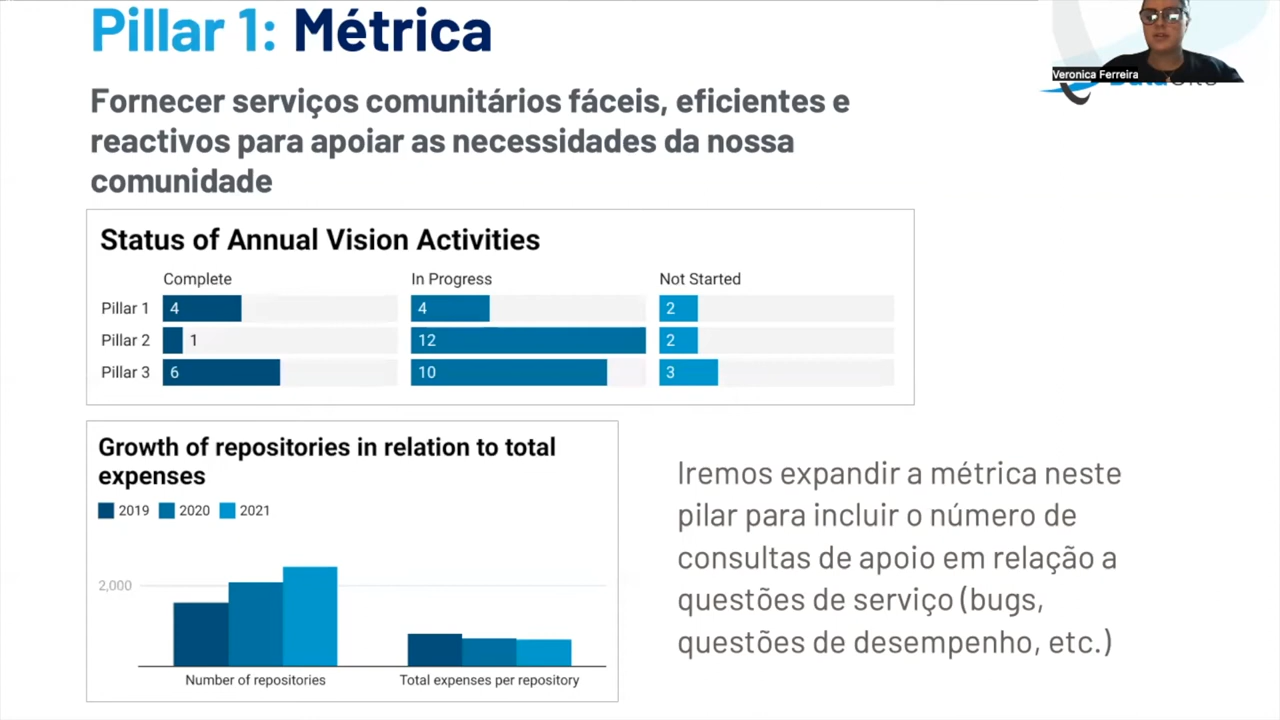 Pillar 1: Métrica
Veronica Ferreira
Fornecer serviços comunitários fáceis, eficientes e
reactivos para apoiar as necessidades da nossa
comunidade
Status of Annual Vision Activities
Complete In Progress Not Started
Pillar 1 4 4 2
Pillar 2 1 12 2
Pillar 3 6 10 3
Growth of repositories in relation to total
expenses
2019 2020 2021
2,000
Number of repositories Total expenses per repository
Iremos expandir a métrica neste
pilar para incluir o número de
consultas de apoio em relação a
questões de serviço (bugs,
questões de desempenho, etc.)